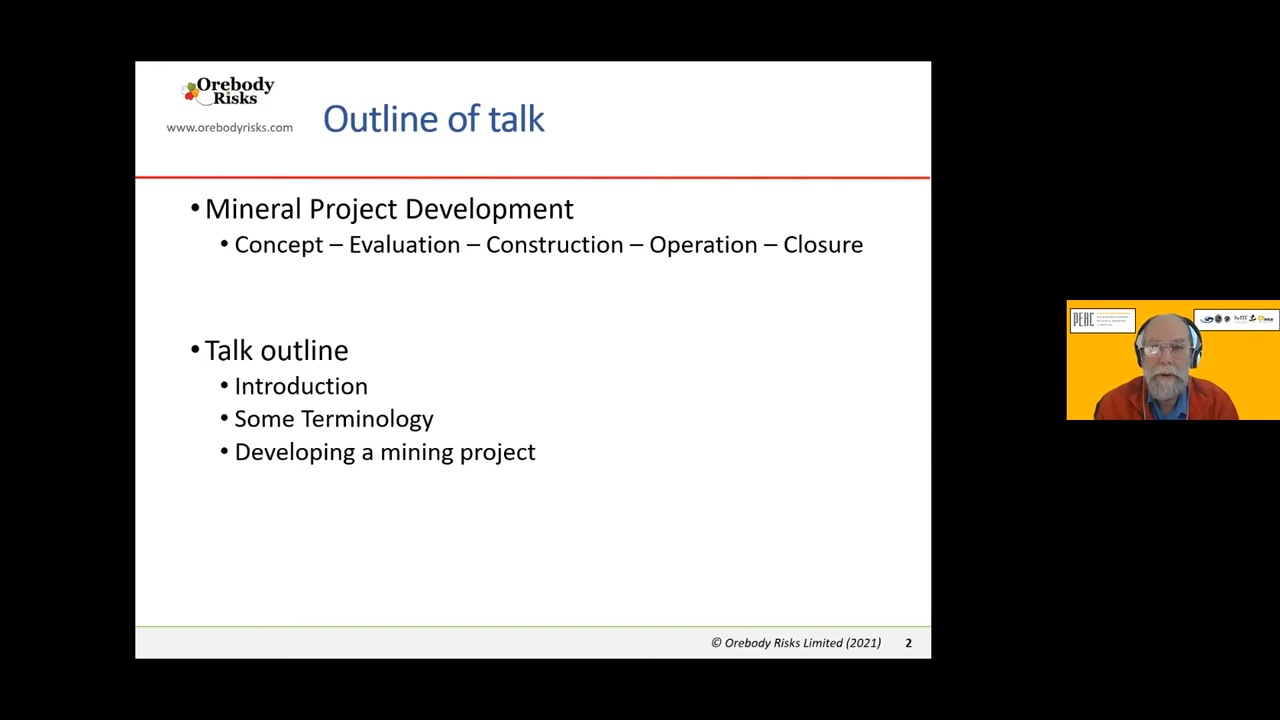 Orebody
Risks
www.orebodyrisks.com
Outline of talk
• Mineral Project Development
• Concept – Evaluation – Construction – Operation – Closure
• Talk outline
• Introduction
• Some Terminology
• Developing a mining project
© Orebody Risks Limited (2021) 2
PERC